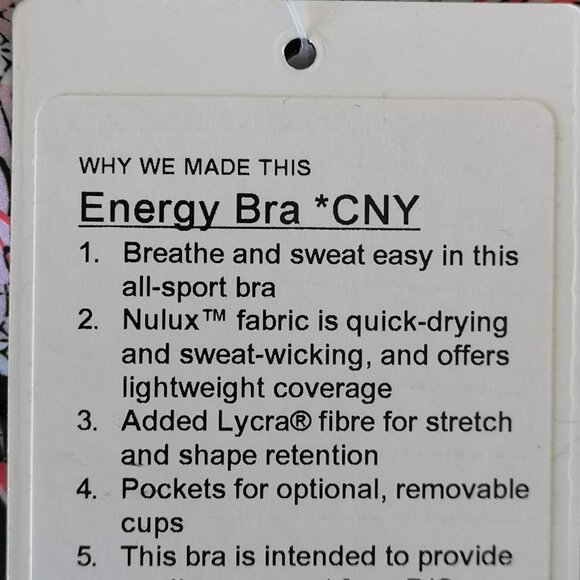 WHY WE MADE THIS
Energy Bra *CNY
1. Breathe and sweat easy in this
all-sport bra
2. Nulux™ fabric is quick-drying
and sweat-wicking, and offers
lightweight coverage
3. Added Lycra® fibre for stretch
and shape retention
4. Pockets for optional, removable
cups
5. This bra is intended to provide